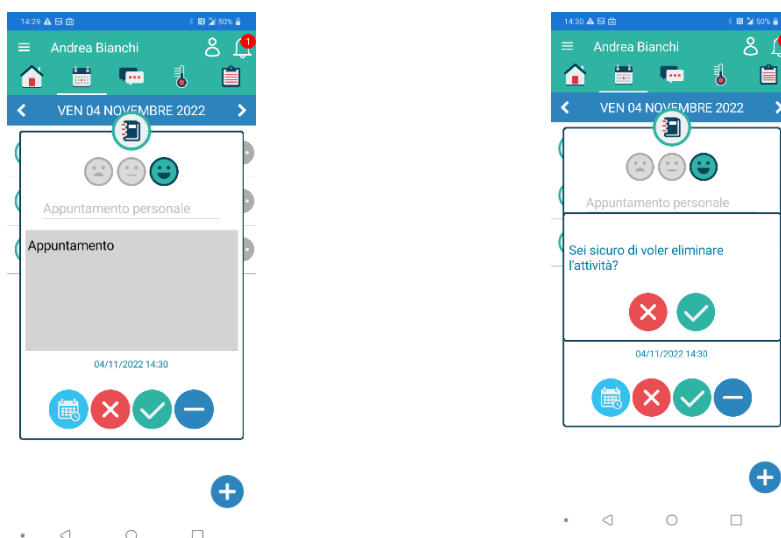 14:29
50%
Andrea Bianchi
1
VEN 04 NOVEMBRE 2022
Appuntamento personale
Appuntamento
04/11/2022 14:30
14:30
50%
Andrea Bianchi
VEN 04 NOVEMBRE 2022
Appuntamento personale
Sei sicuro di voler eliminare
l'attività?
04/11/2022 14:30